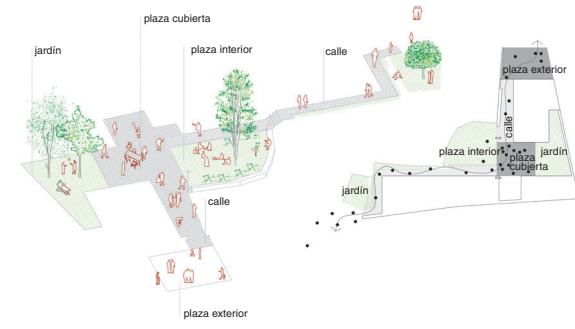 plaza cubierta
jardín
plaza interior
calle
plaza exterior
calle
plaza interior
plaza
cubierta
jardín
jardín
calle
plaza exterior